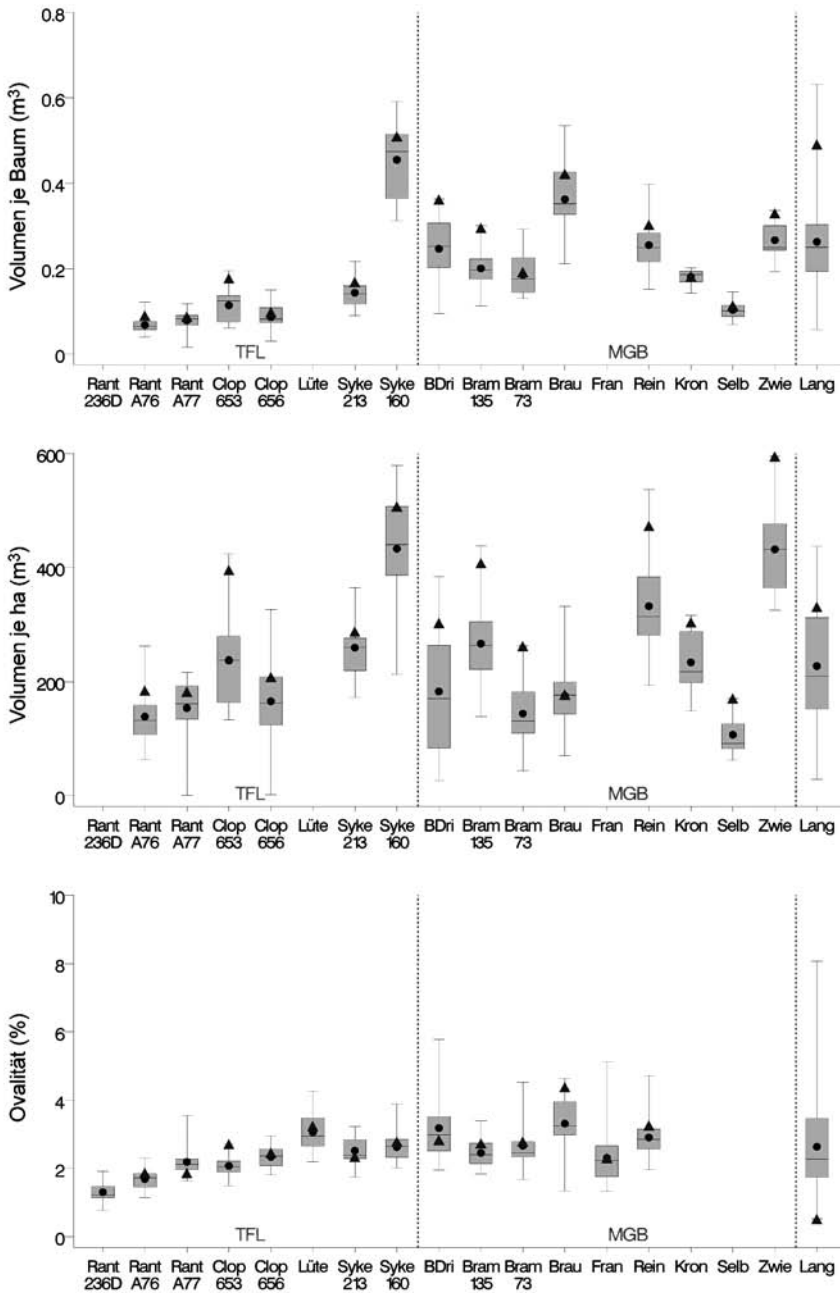 Volumen je Baum (m³)
0.8
0.6
0.4
0.2
0
TFL
MGB
Rant Rant Rant Clop Clop Lüte Syke Syke BDri Bram Bram Brau Fran Rein Kron Selb Zwie Lang
236D A76 A77 653 656 213 160 135 73
Volumen je ha (m³)
600
400
200
0
TFL
MGB
Rant Rant Rant Clop Clop Lüte Syke Syke BDri Bram Bram Brau Fran Rein Kron Selb Zwie Lang
236D A76 A77 653 656 213 160 135 73
Ovalität (%)
10
8
6
4
2
0
TFL
MGB
Rant Rant Rant Clop Clop Lüte Syke Syke BDri Bram Bram Brau Fran Rein Kron Selb Zwie Lang
236D A76 A77 653 656 213 160 135 73